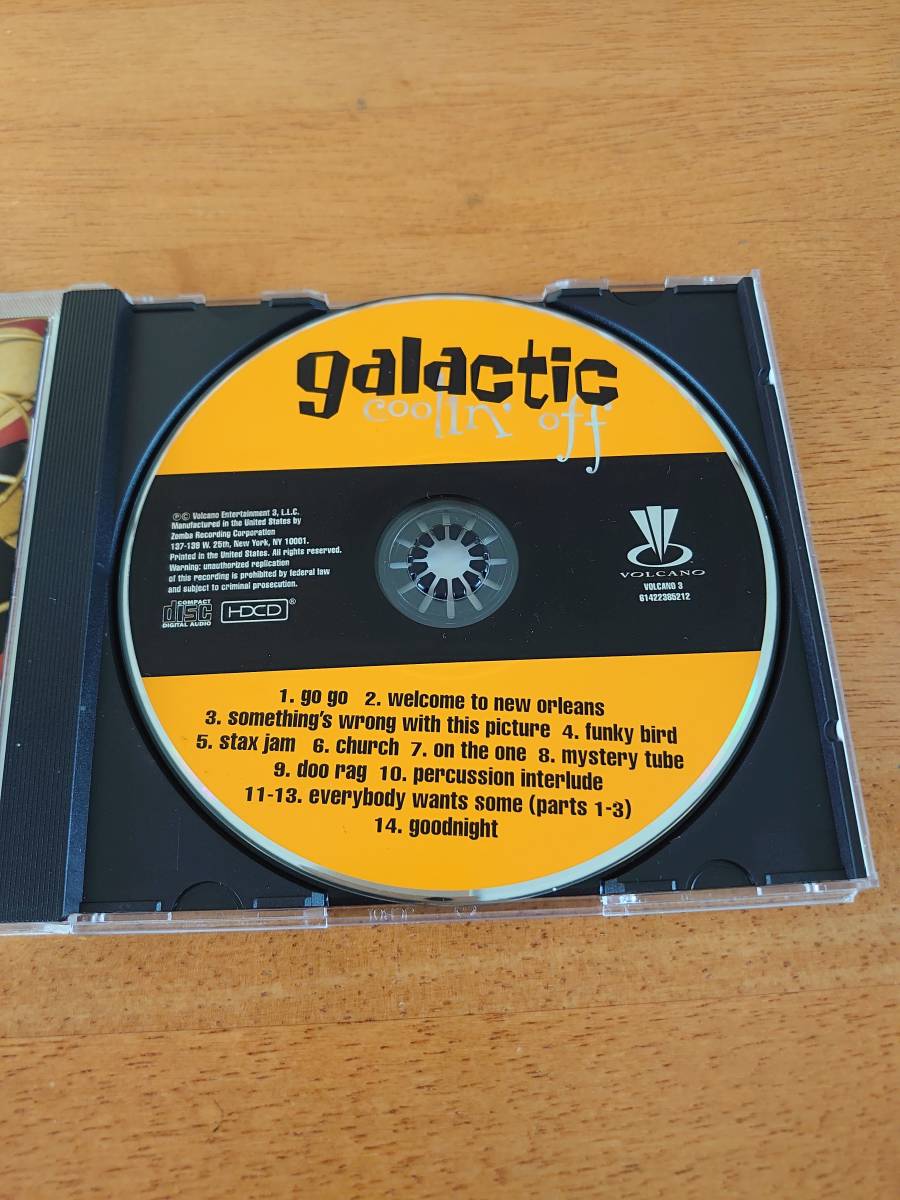 galactic
coolin' off
℗© Volcano Entertainment 3, L.L.C.
Manufactured in the United States by
Zomba Recording Corporation
137-139 W. 25th, New York, NY 10001.
Printed in the United States. All rights reserved.
Warning: unauthorized replication
of this recording is prohibited by federal law
and subject to criminal prosecution.
COMPACT
disc
DIGITAL AUDIO
HDCD®
VOLCANO™
VOLCANO 3
61422385212
1. go go 2. welcome to new orleans
3. something's wrong with this picture 4. funky bird
5. stax jam 6. church 7. on the one 8. mystery tube
9. doo rag 10. percussion interlude
11-13. everybody wants some (parts 1-3)
14. goodnight